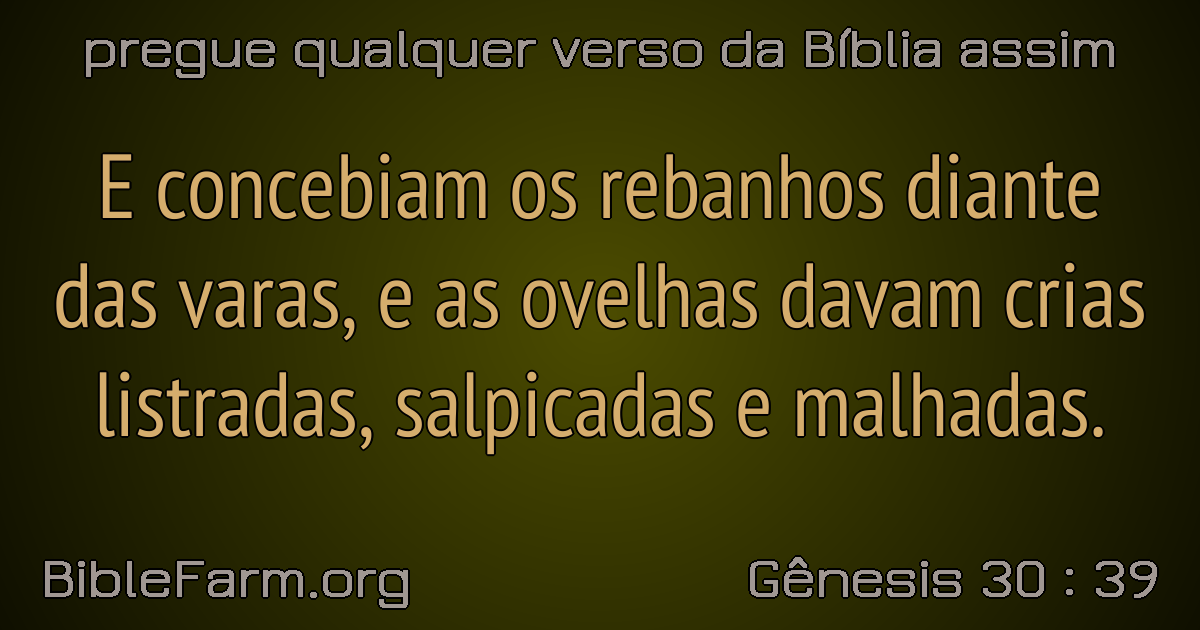 pregue qualquer verso da Bíblia assim
E concebiam os rebanhos diante
das varas, e as ovelhas davam crias
listradas, salpicadas e malhadas.
BibleFarm.org
Gênesis 30 : 39